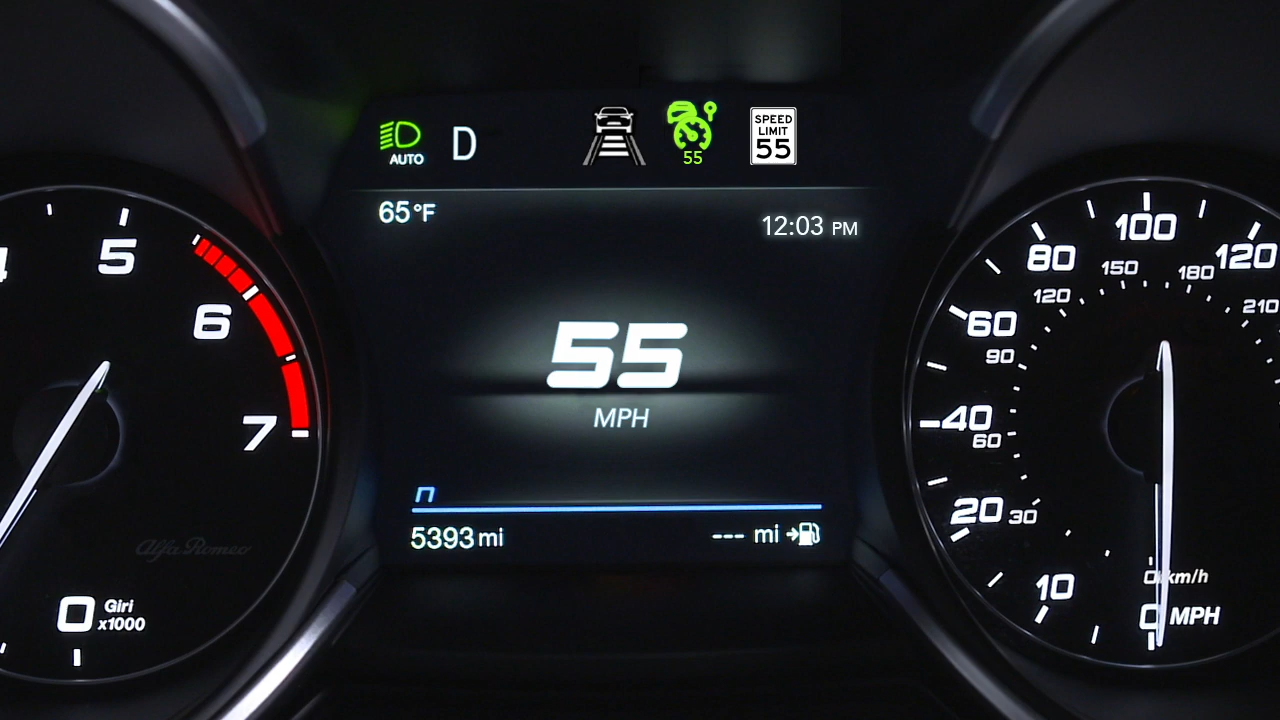 AUTO
D
55
SPEED
LIMIT
55
65°F
12:03 PM
55
MPH
n
5393 mi
--- mi
5
6
7
Alfa Romeo
0 Giri
x1000
100
80
120
150
180
120
210
60
90
40
60
20
30
10
0 km/h
0 MPH